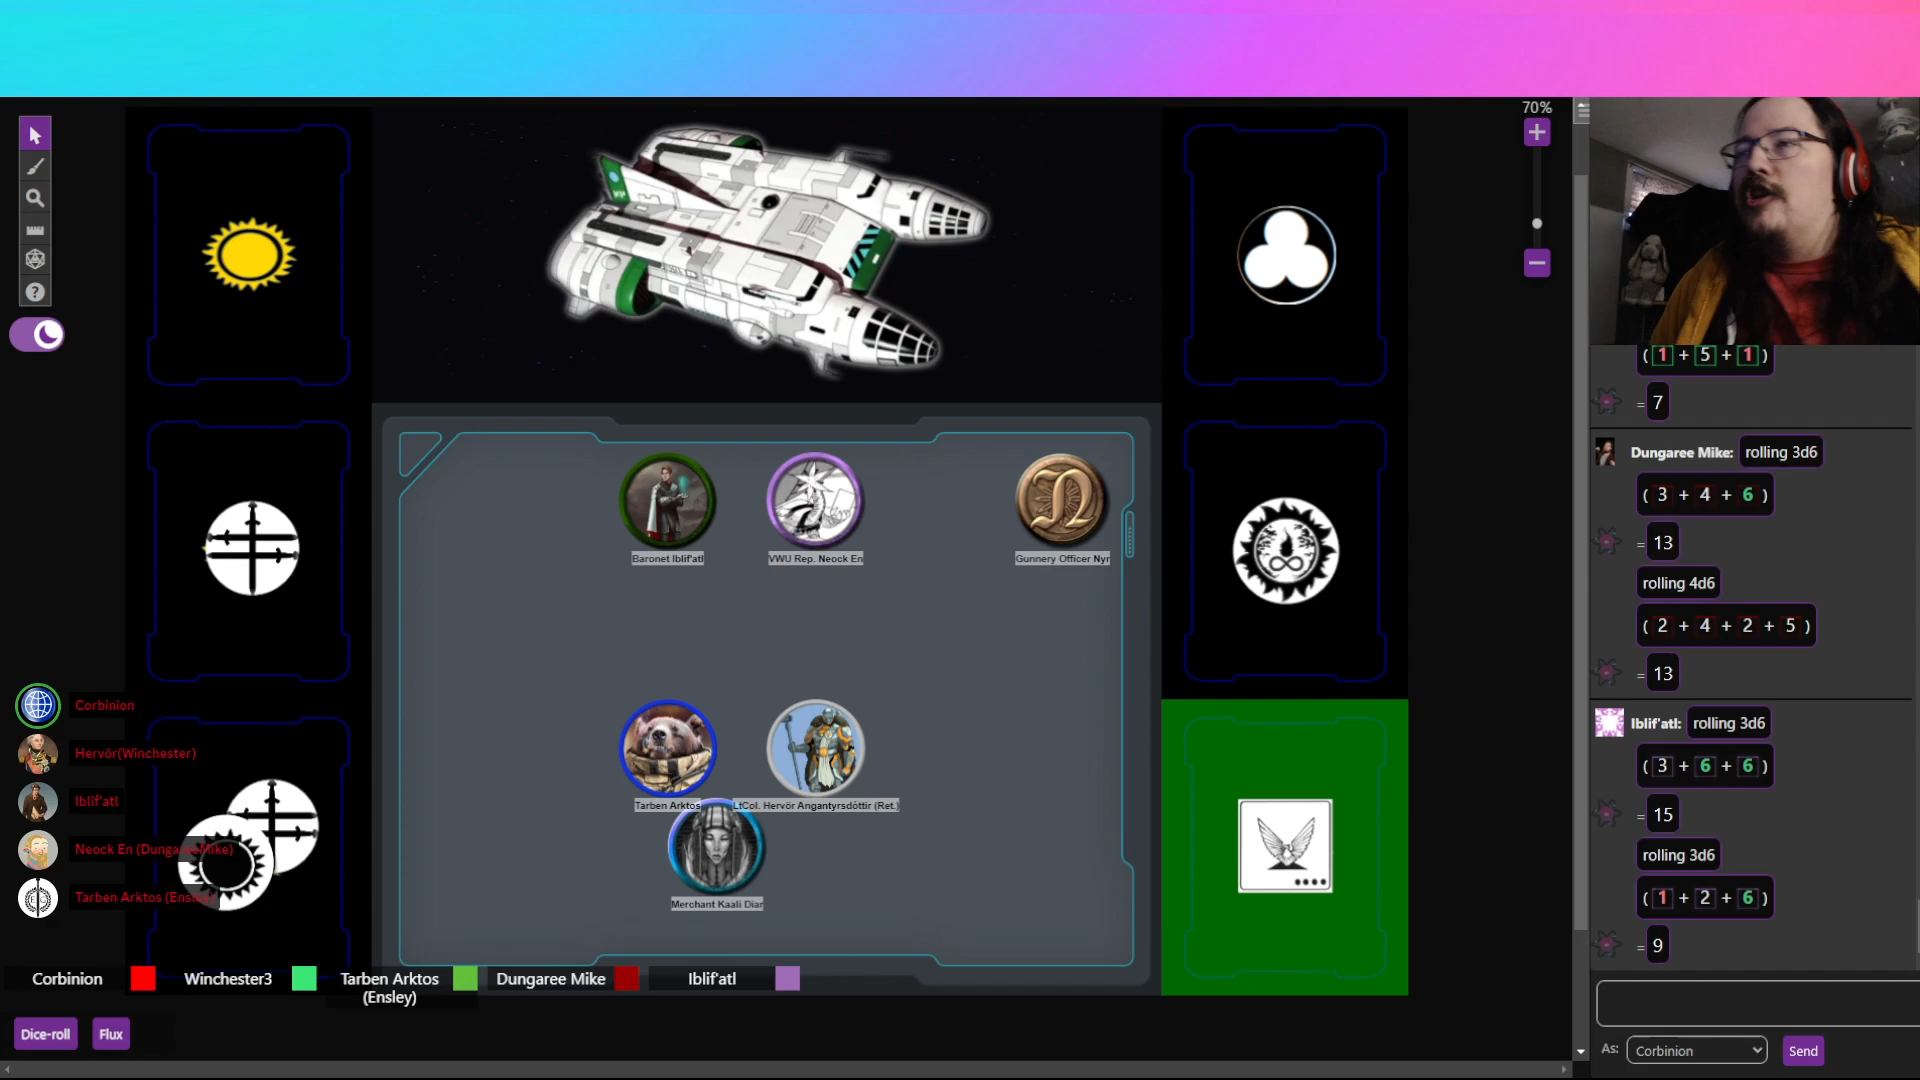 70%
VP
Baronet Iblif'atl
VWU Rep. Neock En
Gunnery Officer Nyr
Tarben Arktos
LtCol. Hervör Angantyrsdóttir (Ret.)
Merchant Kaali Diar
Corbinion
Hervör(Winchester)
Iblif'atl
Neock En (DungareeMike)
Tarben Arktos (Ensley)
Corbinion
Winchester3
Tarben Arktos
(Ensley)
Dungaree Mike
Iblif'atl
Dice-roll
Flux
( 1 + 5 + 1 )
= 7
Dungaree Mike: rolling 3d6
( 3 + 4 + 6 )
= 13
rolling 4d6
( 2 + 4 + 2 + 5 )
= 13
Iblif'atl: rolling 3d6
( 3 + 6 + 6 )
= 15
rolling 3d6
( 1 + 2 + 6 )
= 9
As: Corbinion
Send